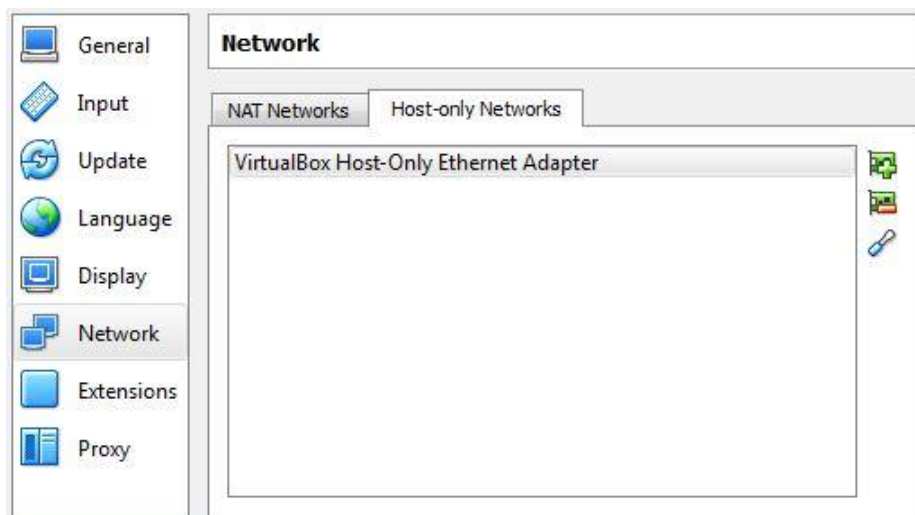 General
Input
Update
Language
Display
Network
Extensions
Proxy
Network
NAT Networks
Host-only Networks
VirtualBox Host-Only Ethernet Adapter